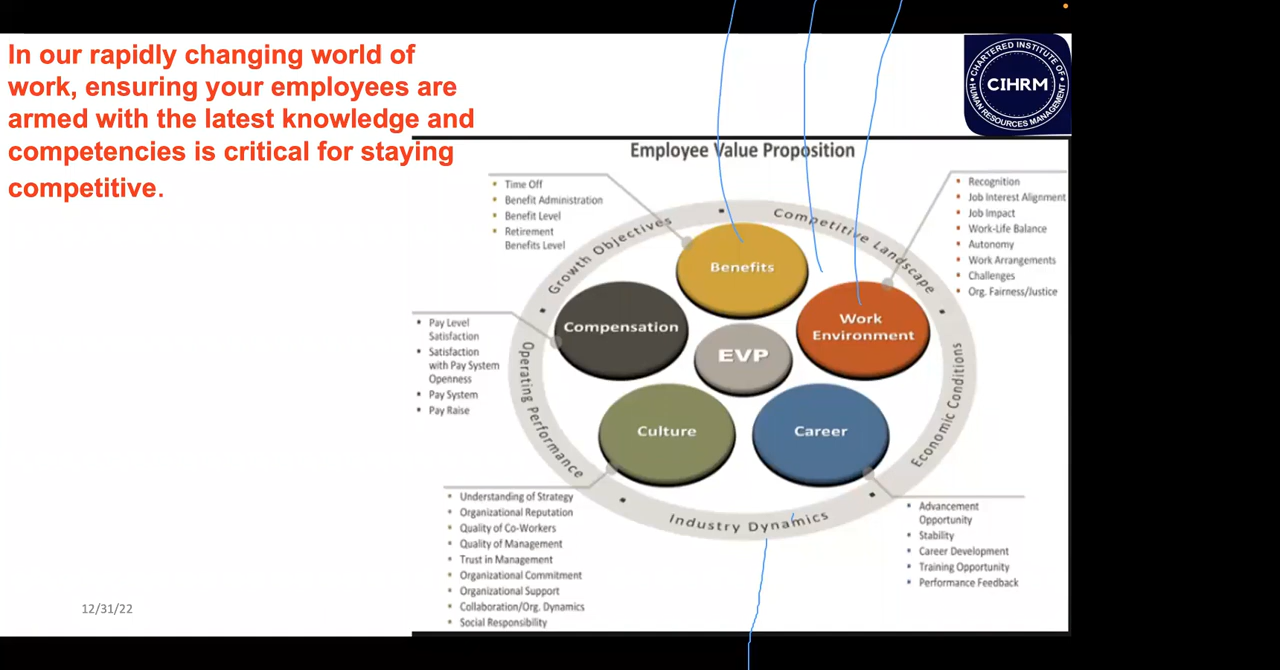 In our rapidly changing world of
work, ensuring your employees are
armed with the latest knowledge and
competencies is critical for staying
competitive.
CHARTERED INSTITUTE OF
CIHRM
HUMAN RESOURCES MANAGEMENT
Employee Value Proposition
Time Off
Benefit Administration
Benefit Level
Retirement
Benefits Level
Recognition
Job Interest Alignment
Job Impact
Work-Life Balance
Autonomy
Work Arrangements
Challenges
Org. Fairness/Justice
Growth Objectives
Competitive Landscape
Benefits
Compensation
Work
Environment
EVP
Pay Level
Satisfaction
Satisfaction
with Pay System
Openness
Pay System
Pay Raise
Operating Performance
Economic Conditions
Culture
Career
Industry Dynamics
Understanding of Strategy
Organizational Reputation
Quality of Co-Workers
Quality of Management
Trust in Management
Organizational Commitment
Organizational Support
Collaboration/Org. Dynamics
Social Responsibility
Advancement
Opportunity
Stability
Career Development
Training Opportunity
Performance Feedback
12/31/22